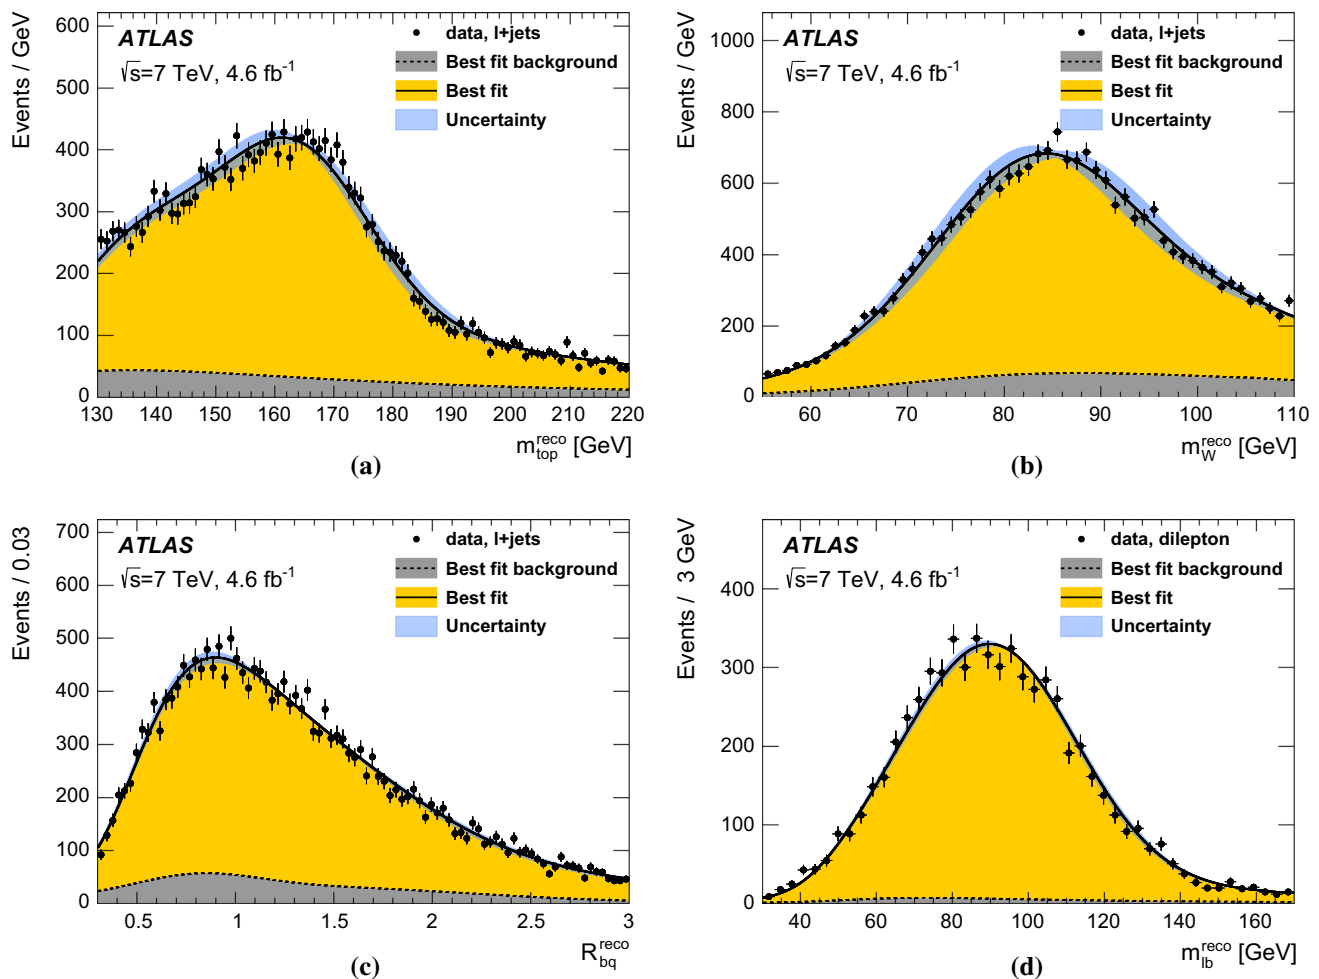 Events / GeV
600
500
400
300
200
100
0
ATLAS
√s=7 TeV, 4.6 fb⁻¹
data, l+jets
Best fit background
Best fit
Uncertainty
130 140 150 160 170 180 190 200 210 220
m_top^reco [GeV]
(a)
Events / GeV
1000
800
600
400
200
0
ATLAS
√s=7 TeV, 4.6 fb⁻¹
data, l+jets
Best fit background
Best fit
Uncertainty
60 70 80 90 100 110
m_W^reco [GeV]
(b)
Events / 0.03
700
600
500
400
300
200
100
0
ATLAS
√s=7 TeV, 4.6 fb⁻¹
data, l+jets
Best fit background
Best fit
Uncertainty
0.5 1 1.5 2 2.5 3
R_bq^reco
(c)
Events / 3 GeV
400
300
200
100
0
ATLAS
√s=7 TeV, 4.6 fb⁻¹
data, dilepton
Best fit background
Best fit
Uncertainty
40 60 80 100 120 140 160
m_lb^reco [GeV]
(d)